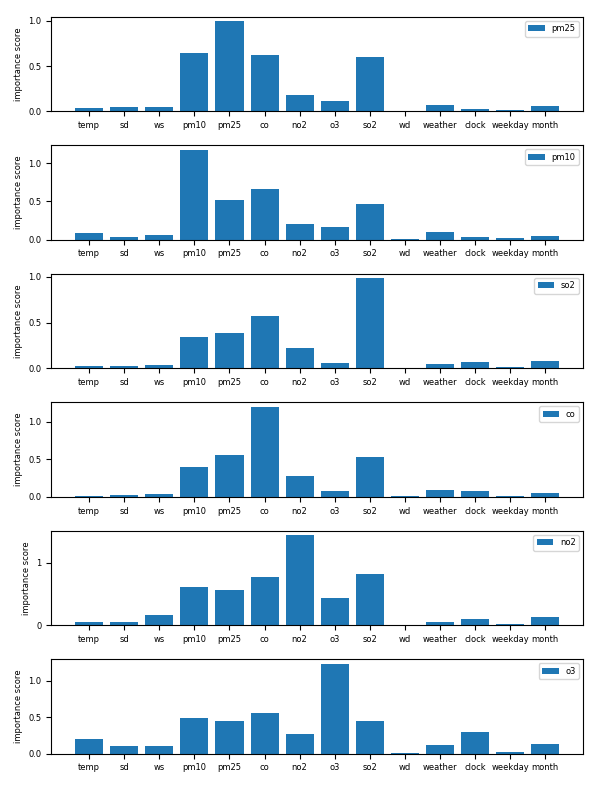 importance score
1.0
0.5
0.0
pm25
temp sd ws pm10 pm25 co no2 o3 so2 wd weather clock weekday month
importance score
1.0
0.5
0.0
pm10
temp sd ws pm10 pm25 co no2 o3 so2 wd weather clock weekday month
importance score
1.0
0.5
0.0
so2
temp sd ws pm10 pm25 co no2 o3 so2 wd weather clock weekday month
importance score
1.0
0.5
0.0
co
temp sd ws pm10 pm25 co no2 o3 so2 wd weather clock weekday month
importance score
1
0
no2
temp sd ws pm10 pm25 co no2 o3 so2 wd weather clock weekday month
importance score
1.0
0.5
0.0
o3
temp sd ws pm10 pm25 co no2 o3 so2 wd weather clock weekday month